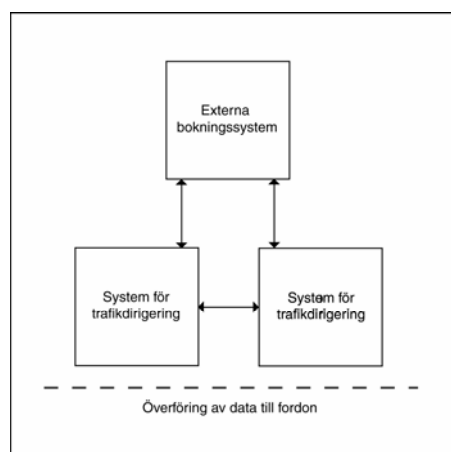 Externa
bokningssystem
System för
trafikdirigering
System för
trafikdirigering
Överföring av data till fordon